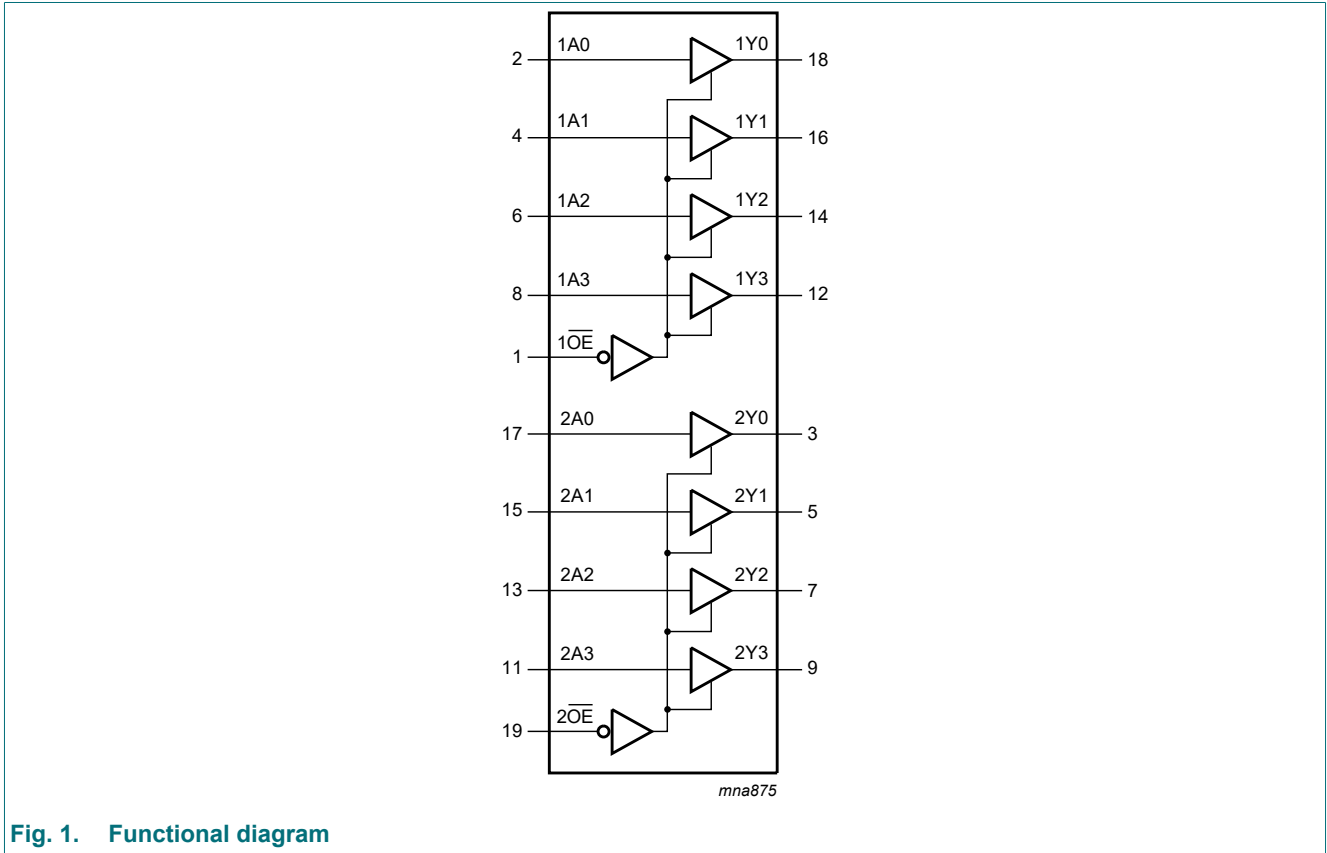 1A0 1Y0
2 18
1A1 1Y1
4 16
1A2 1Y2
6 14
1A3 1Y3
8 12
1O̅E̅
1
2A0 2Y0
17 3
2A1 2Y1
15 5
2A2 2Y2
13 7
2A3 2Y3
11 9
2O̅E̅
19
mna875
Fig. 1. Functional diagram